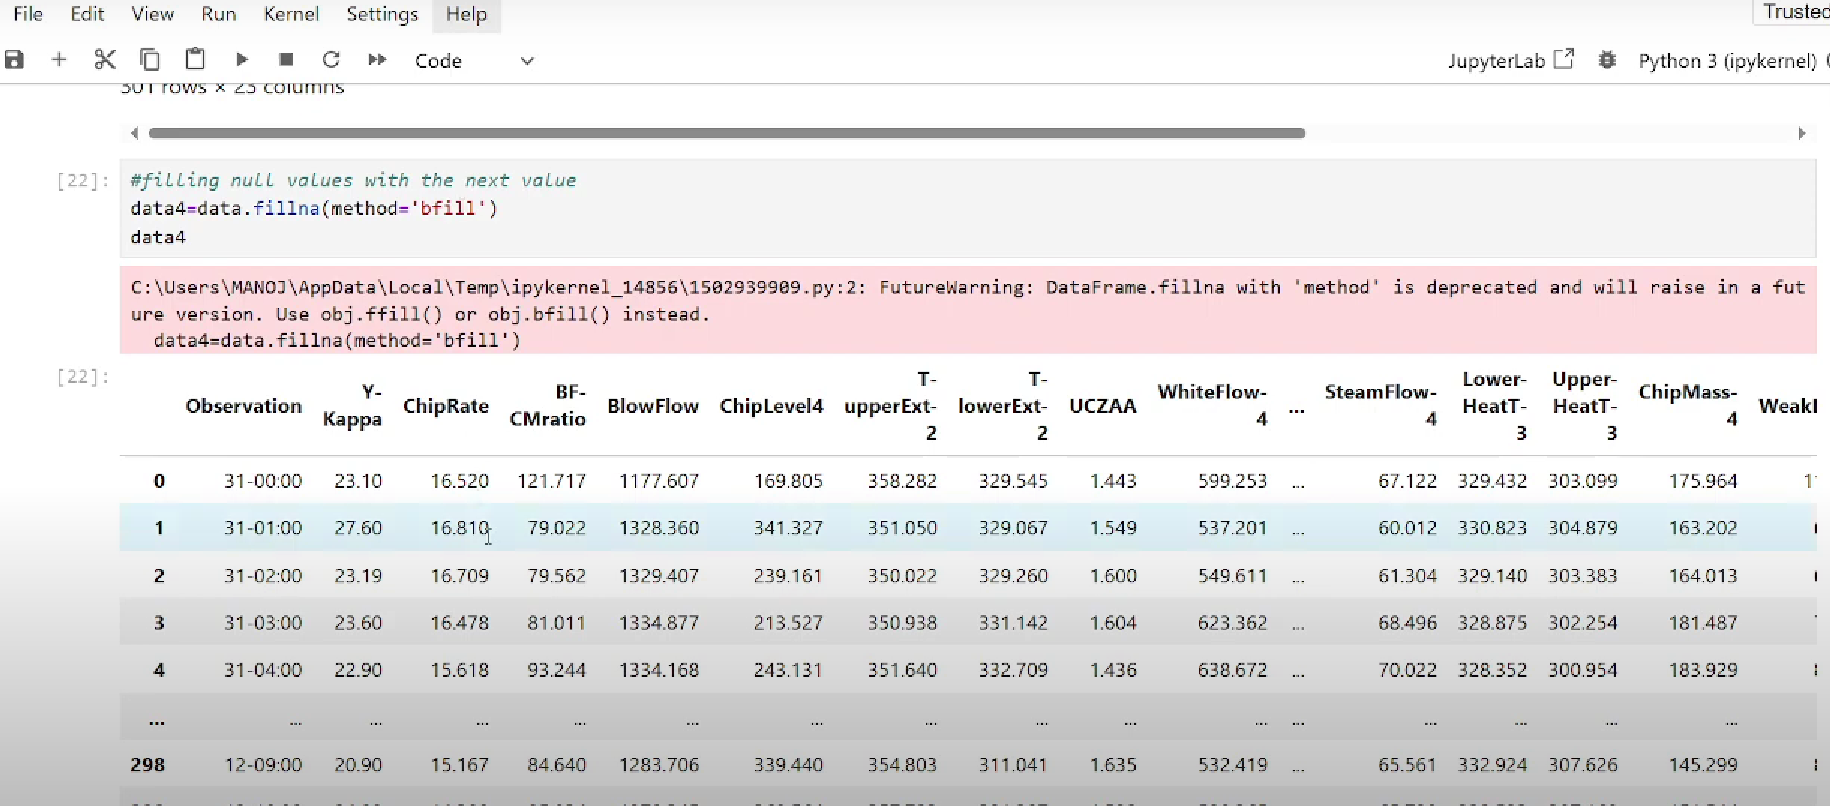 File Edit View Run Kernel Settings Help Trusted
Code JupyterLab Python 3 (ipykernel)
301 rows × 23 columns
[22]: #filling null values with the next value
data4=data.fillna(method='bfill')
data4
C:\Users\MANOJ\AppData\Local\Temp\ipykernel_14856\1502939909.py:2: FutureWarning: DataFrame.fillna with 'method' is deprecated and will raise in a fut
ure version. Use obj.ffill() or obj.bfill() instead.
data4=data.fillna(method='bfill')
[22]:
Observation Y-Kappa ChipRate BF-CMratio BlowFlow ChipLevel4 T-upperExt-2 T-lowerExt-2 UCZAA WhiteFlow-4 ... SteamFlow-4 Lower-HeatT-3 Upper-HeatT-3 ChipMass-4
0 31-00:00 23.10 16.520 121.717 1177.607 169.805 358.282 329.545 1.443 599.253 ... 67.122 329.432 303.099 175.964
1 31-01:00 27.60 16.810 79.022 1328.360 341.327 351.050 329.067 1.549 537.201 ... 60.012 330.823 304.879 163.202
2 31-02:00 23.19 16.709 79.562 1329.407 239.161 350.022 329.260 1.600 549.611 ... 61.304 329.140 303.383 164.013
3 31-03:00 23.60 16.478 81.011 1334.877 213.527 350.938 331.142 1.604 623.362 ... 68.496 328.875 302.254 181.487
4 31-04:00 22.90 15.618 93.244 1334.168 243.131 351.640 332.709 1.436 638.672 ... 70.022 328.352 300.954 183.929
... ... ... ... ... ... ... ... ... ... ... ... ... ... ... ...
298 12-09:00 20.90 15.167 84.640 1283.706 339.440 354.803 311.041 1.635 532.419 ... 65.561 332.924 307.626 145.299